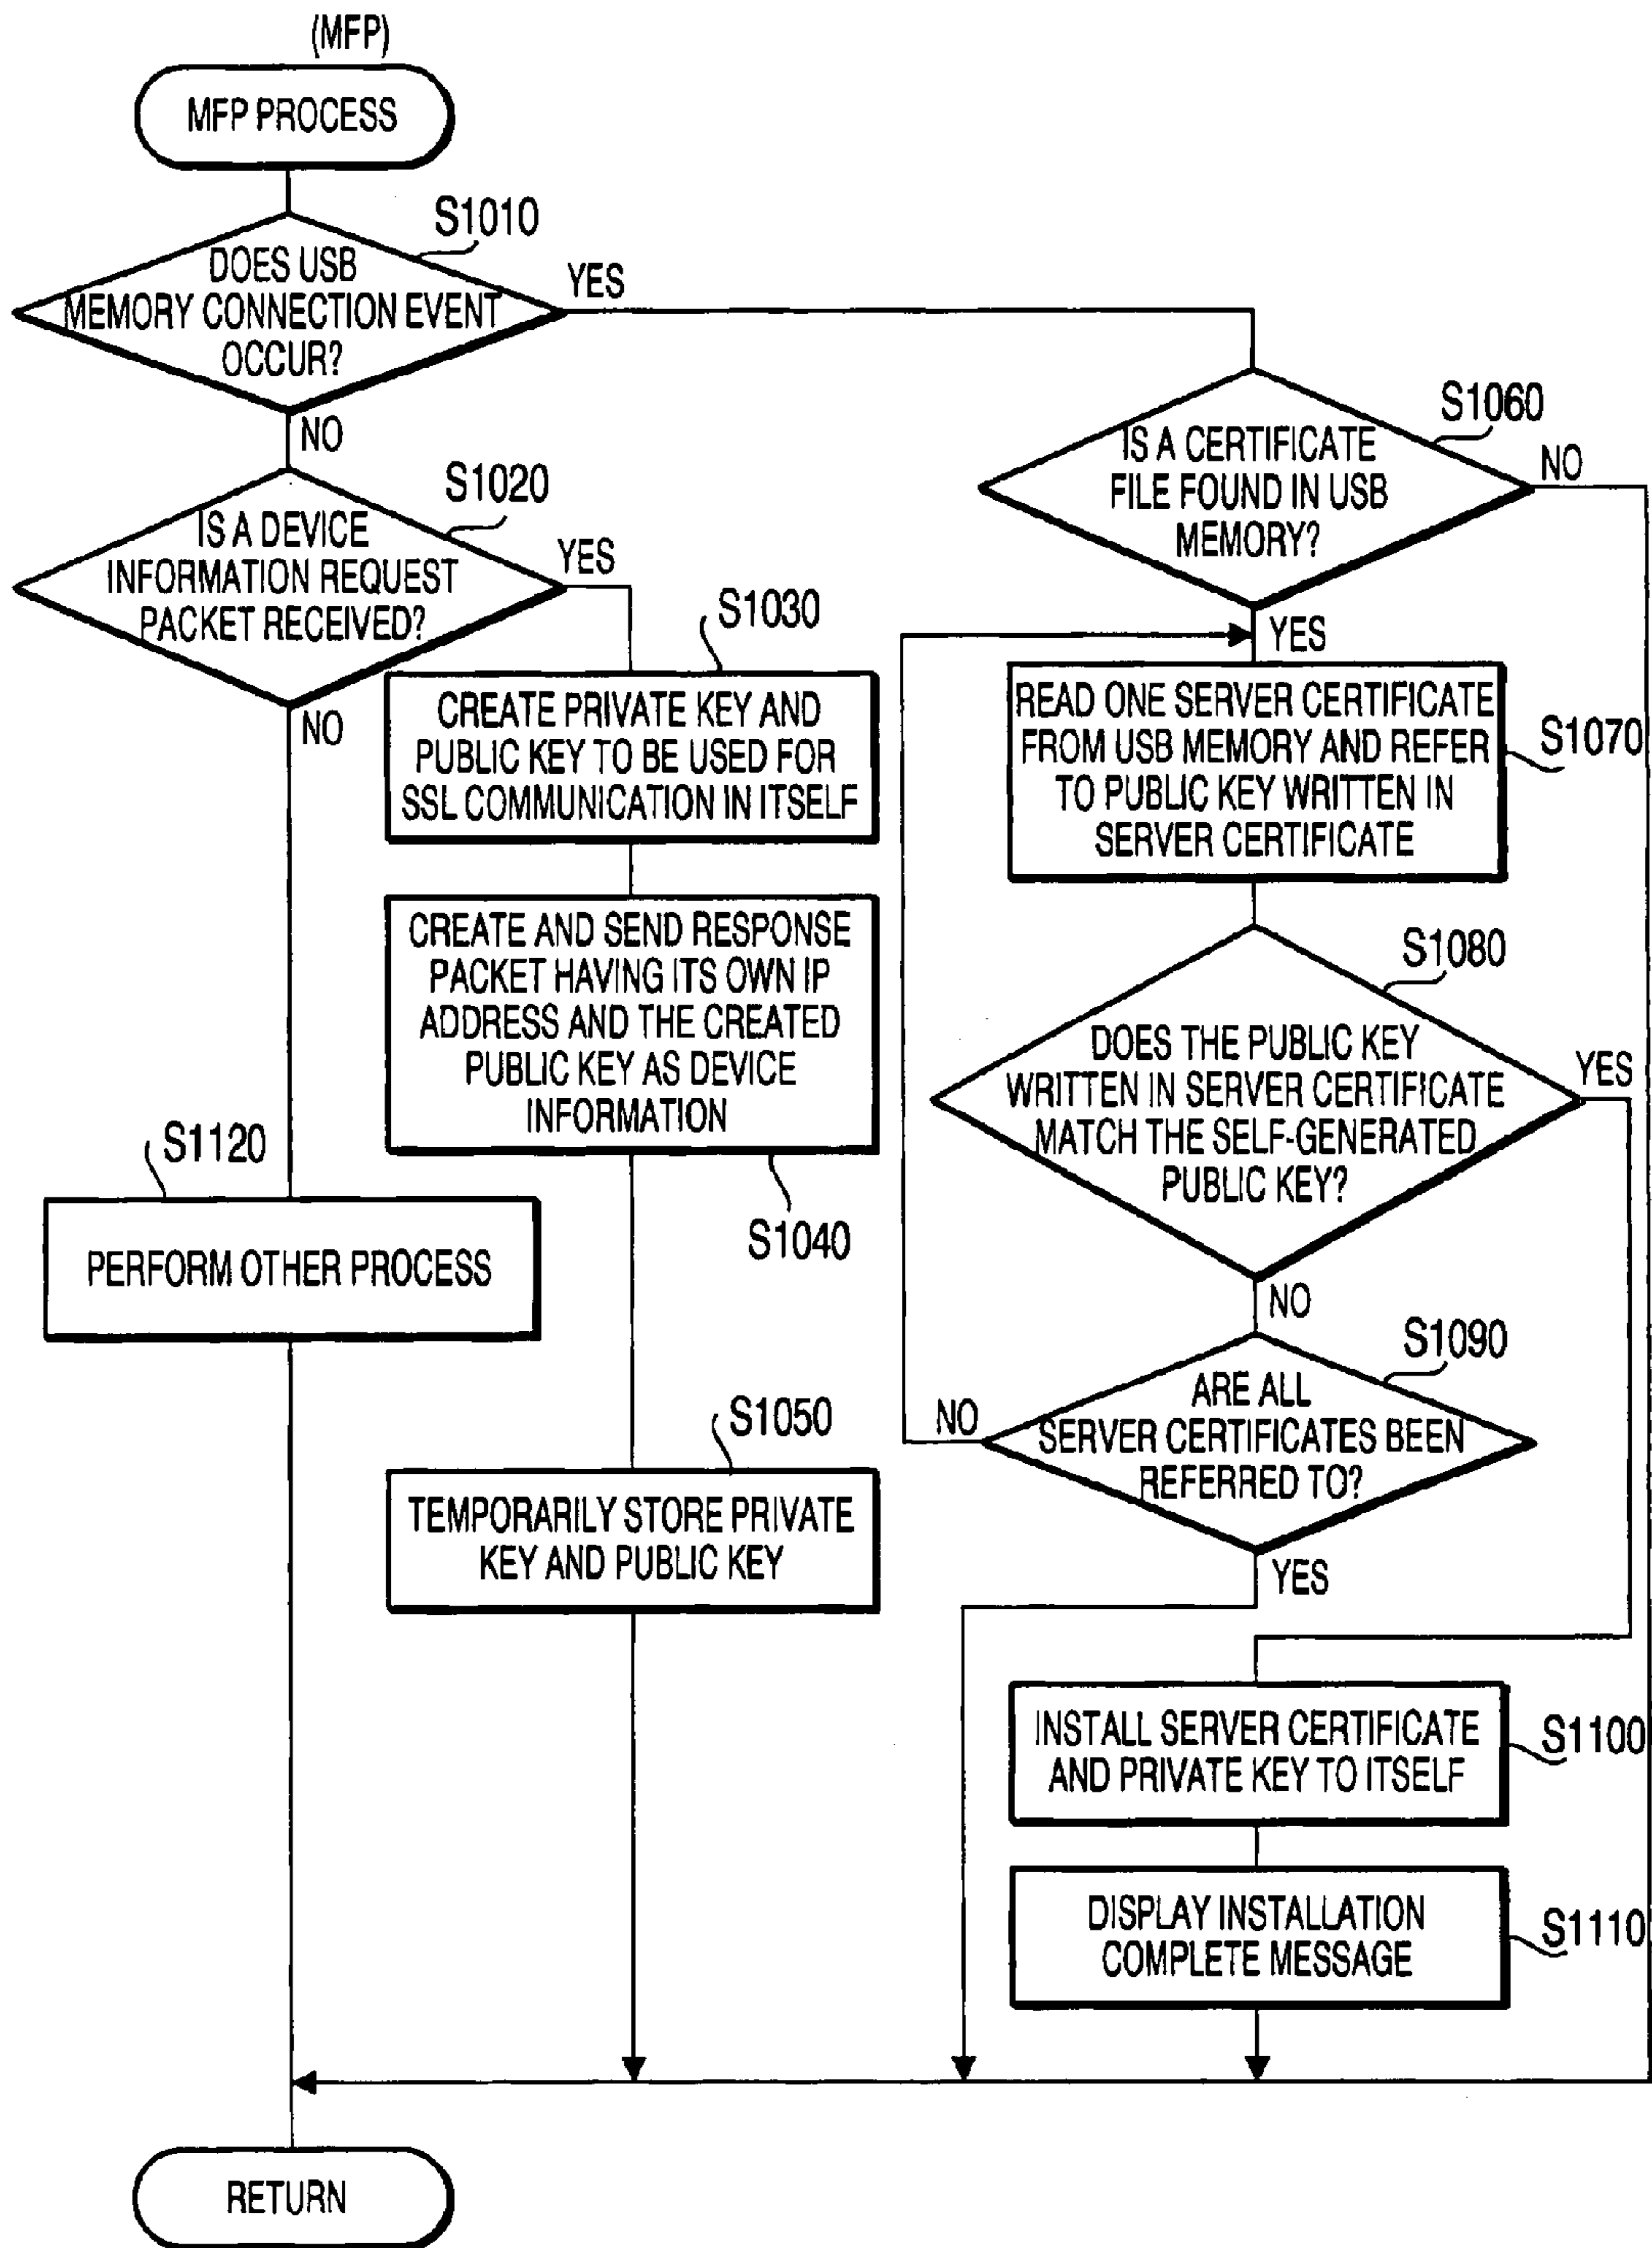 (MFP)
MFP PROCESS
S1010
DOES USB
MEMORY CONNECTION EVENT
OCCUR?
YES
NO
S1020
IS A DEVICE
INFORMATION REQUEST
PACKET RECEIVED?
YES
NO
S1030
CREATE PRIVATE KEY AND
PUBLIC KEY TO BE USED FOR
SSL COMMUNICATION IN ITSELF
CREATE AND SEND RESPONSE
PACKET HAVING ITS OWN IP
ADDRESS AND THE CREATED
PUBLIC KEY AS DEVICE
INFORMATION
S1040
S1120
PERFORM OTHER PROCESS
S1050
TEMPORARILY STORE PRIVATE
KEY AND PUBLIC KEY
S1060
IS A CERTIFICATE
FILE FOUND IN USB
MEMORY?
NO
YES
READ ONE SERVER CERTIFICATE
FROM USB MEMORY AND REFER
TO PUBLIC KEY WRITTEN IN
SERVER CERTIFICATE
S1070
S1080
DOES THE PUBLIC KEY
WRITTEN IN SERVER CERTIFICATE
MATCH THE SELF-GENERATED
PUBLIC KEY?
YES
NO
S1090
ARE ALL
SERVER CERTIFICATES BEEN
REFERRED TO?
NO
YES
INSTALL SERVER CERTIFICATE
AND PRIVATE KEY TO ITSELF
S1100
DISPLAY INSTALLATION
COMPLETE MESSAGE
S1110
RETURN